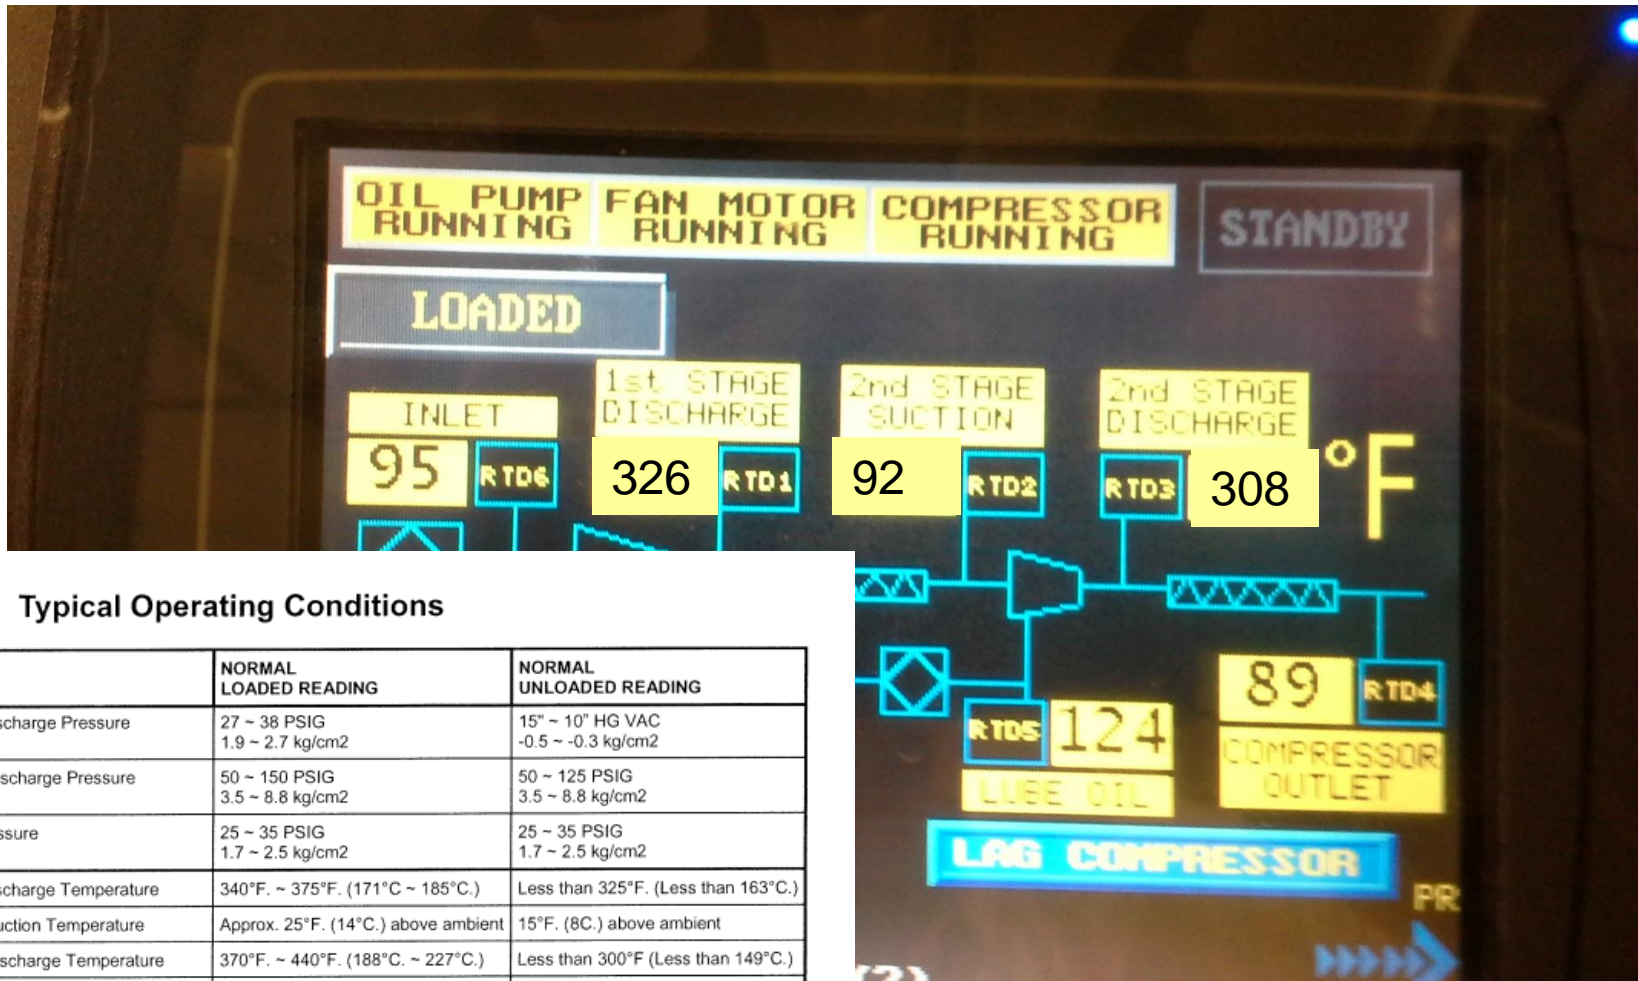 OIL PUMP
RUNNING
FAN MOTOR
RUNNING
COMPRESSOR
RUNNING
STANDBY
LOADED
INLET
95
RTD6
1st STAGE
DISCHARGE
326
RTD1
2nd STAGE
SUCTION
92
RTD2
2nd STAGE
DISCHARGE
RTD3
308
°F
89
RTD4
COMPRESSOR
OUTLET
RTD5
124
LUBE OIL
LAG COMPRESSOR
PR
(2)
Typical Operating Conditions
NORMAL
LOADED READING
NORMAL
UNLOADED READING
scharge Pressure
27 ~ 38 PSIG
1.9 ~ 2.7 kg/cm2
15" ~ 10" HG VAC
-0.5 ~ -0.3 kg/cm2
scharge Pressure
50 ~ 150 PSIG
3.5 ~ 8.8 kg/cm2
50 ~ 125 PSIG
3.5 ~ 8.8 kg/cm2
ssure
25 ~ 35 PSIG
1.7 ~ 2.5 kg/cm2
25 ~ 35 PSIG
1.7 ~ 2.5 kg/cm2
scharge Temperature
340°F. ~ 375°F. (171°C ~ 185°C.)
Less than 325°F. (Less than 163°C.)
uction Temperature
Approx. 25°F. (14°C.) above ambient
15°F. (8C.) above ambient
scharge Temperature
370°F. ~ 440°F. (188°C. ~ 227°C.)
Less than 300°F (Less than 149°C.)